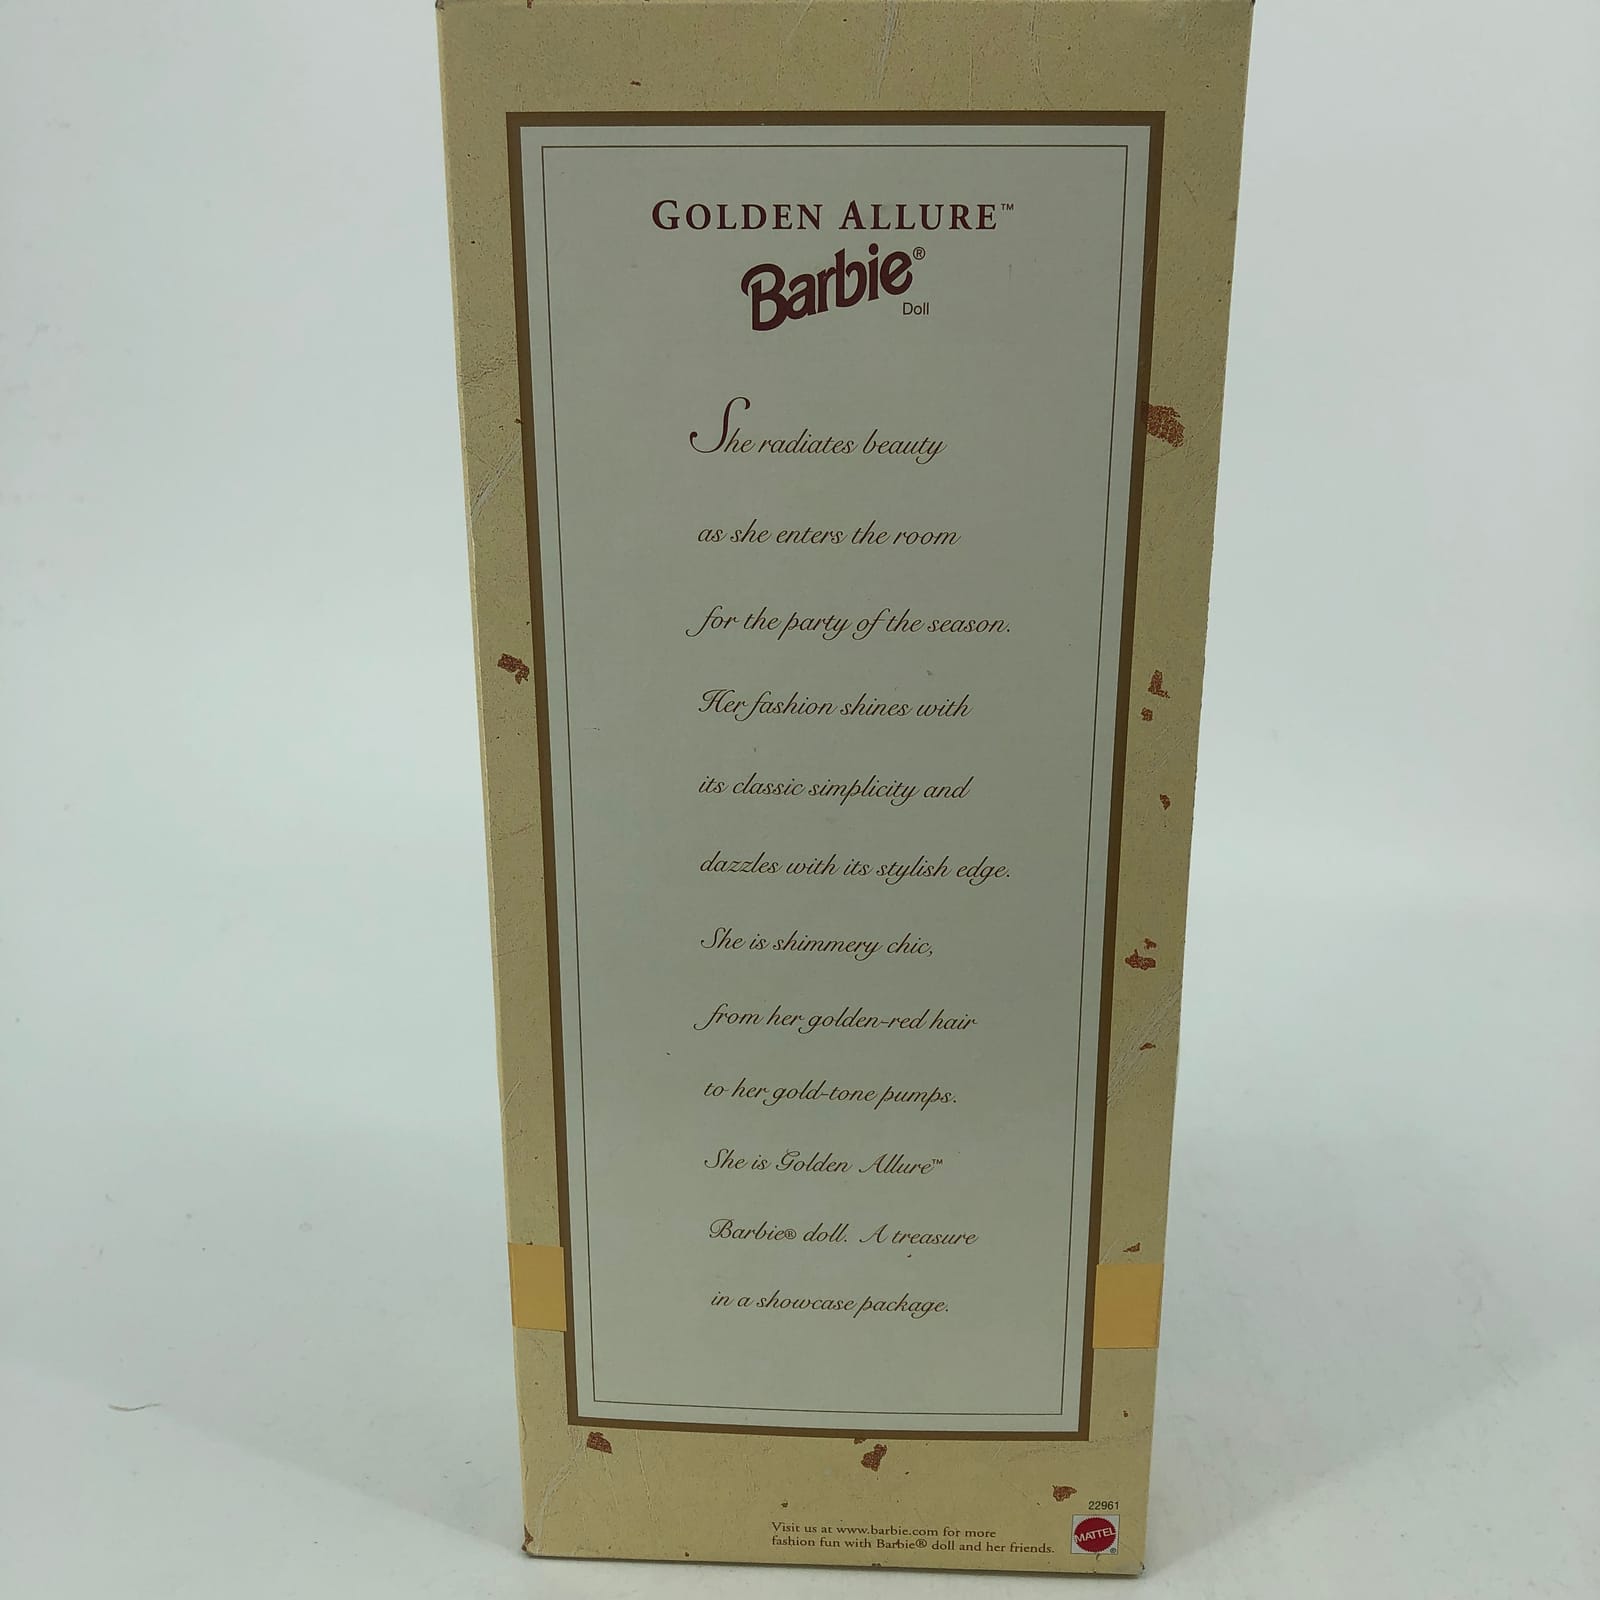 GOLDEN ALLURE™
Barbie®
Doll
She radiates beauty
as she enters the room
for the party of the season.
Her fashion shines with
its classic simplicity and
dazzles with its stylish edge.
She is shimmery chic,
from her golden-red hair
to her gold-tone pumps.
She is Golden Allure™
Barbie® doll. A treasure
in a showcase package.
22961
Visit us at www.barbie.com for more
fashion fun with Barbie® doll and her friends.
MATTEL®